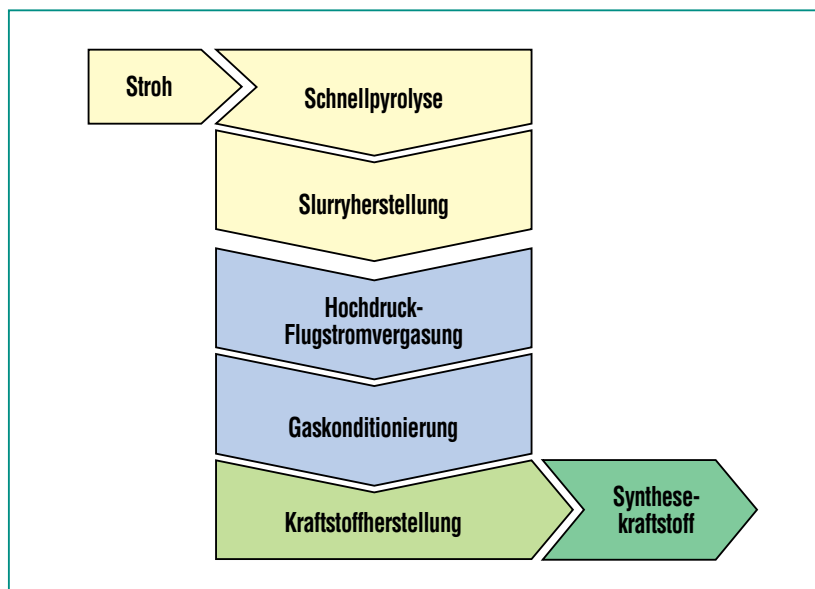 Stroh
Schnellpyrolyse
Slurryherstellung
Hochdruck-
Flugstromvergasung
Gaskonditionierung
Kraftstoffherstellung
Synthese-
kraftstoff